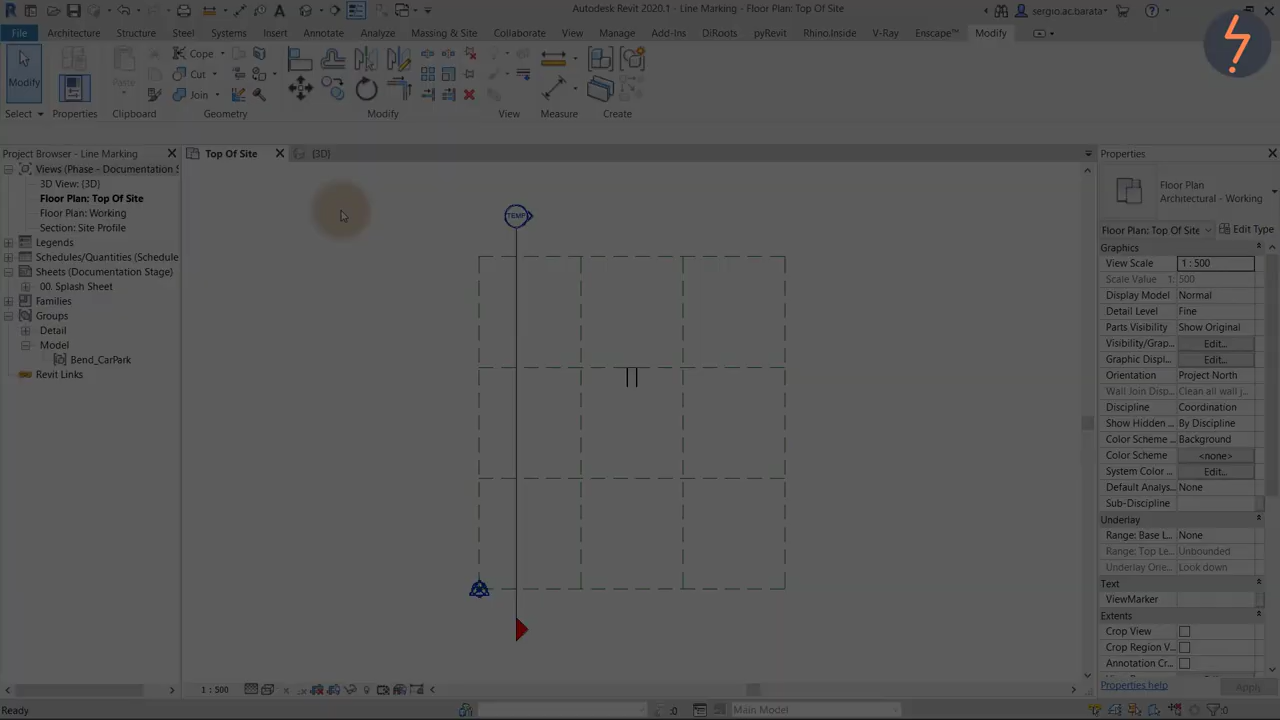 Autodesk Revit 2020.1 - Line Marking - Floor Plan: Top Of Site
sergio.ac.barata*
File Architecture Structure Steel Systems Insert Annotate Analyze Massing & Site Collaborate View Manage Add-Ins DiRoots pyRevit Rhino.Inside V-Ray Enscape™ Modify
Modify
Paste
Cope
Cut
Join
Select Properties Clipboard Geometry Modify View Measure Create
Project Browser - Line Marking
Top Of Site
(3D)
Properties
Views (Phase - Documentation S
3D View: {3D}
Floor Plan: Top Of Site
Floor Plan: Working
Section: Site Profile
Legends
Schedules/Quantities (Schedule
Sheets (Documentation Stage)
00. Splash Sheet
Families
Groups
Detail
Model
Bend_CarPark
Revit Links
TEMP
Floor Plan
Architectural - Working
Floor Plan: Top Of Site
Edit Type
Graphics
View Scale 1 : 500
Scale Value 1: 500
Display Model Normal
Detail Level Fine
Parts Visibility Show Original
Visibility/Grap... Edit...
Graphic Displ... Edit...
Orientation Project North
Wall Join Disp... Clean all wall j...
Discipline Coordination
Show Hidden ... By Discipline
Color Scheme ... Background
Color Scheme <none>
System Color ... Edit...
Default Analys... None
Sub-Discipline
Underlay
Range: Base L... None
Range: Top Le... Unbounded
Underlay Orie... Look down
Text
ViewMarker
Extents
Crop View
Crop Region V...
Annotation Cr...
Properties help
Apply
1 : 500
Ready
:0
Main Model
:0